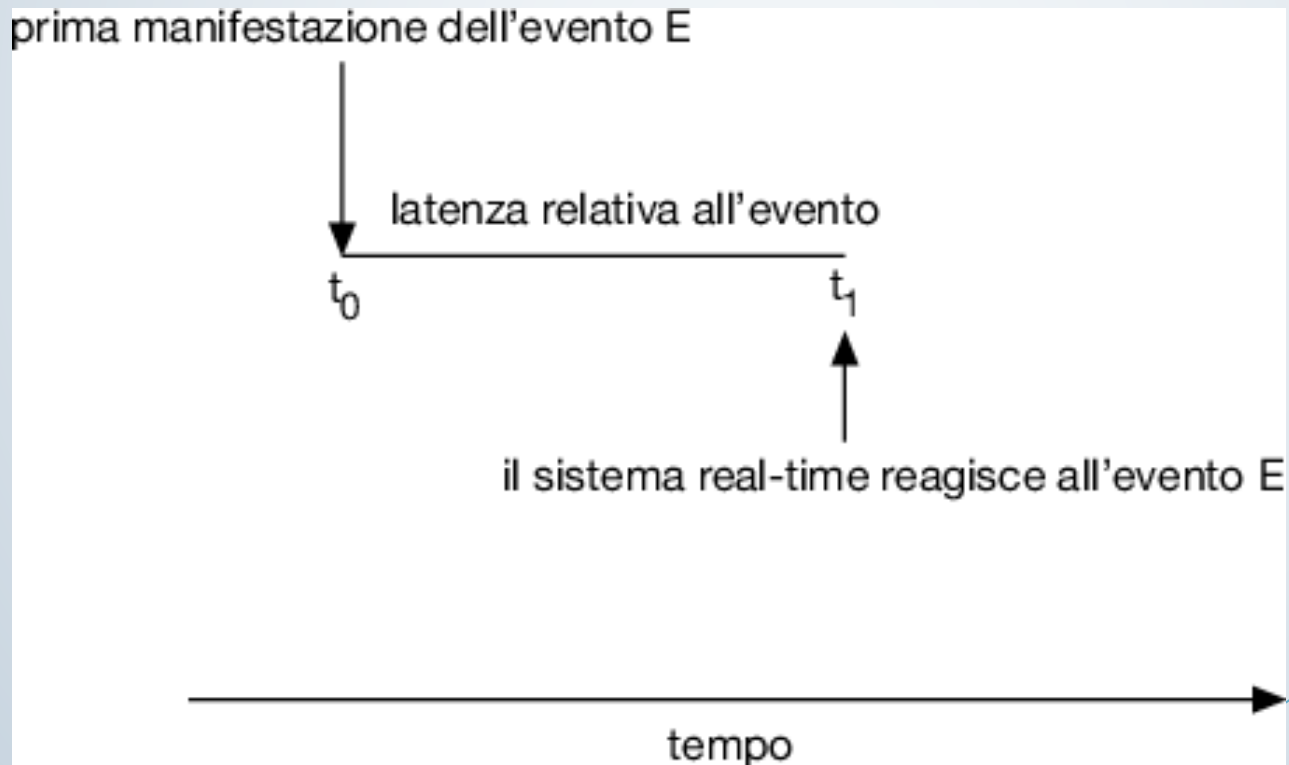 prima manifestazione dell'evento E
latenza relativa all'evento
t0
t1
il sistema real-time reagisce all'evento E
tempo